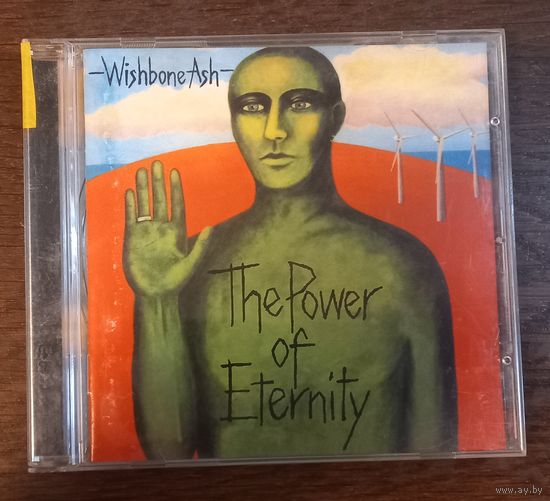 -Wishbone Ash-
The Power
of
Eternity
www.ay.by